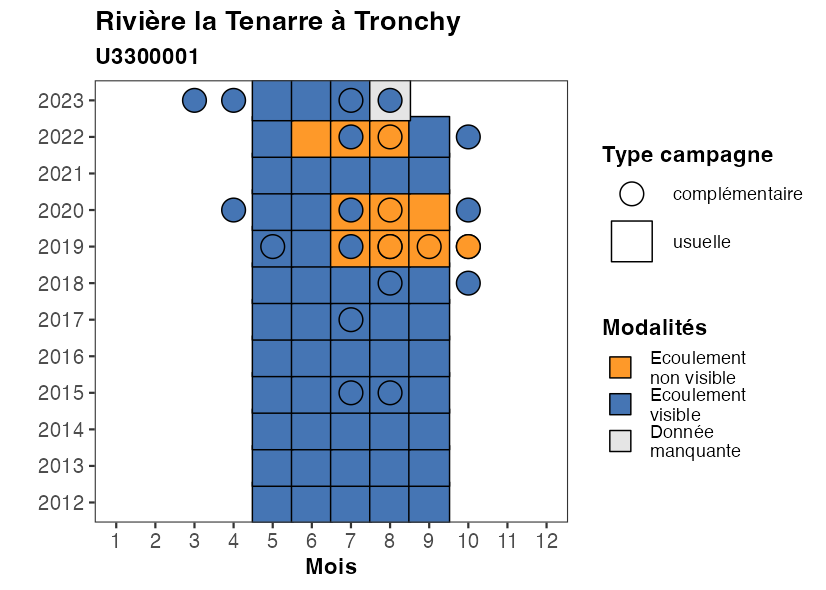 Rivière la Tenarre à Tronchy
U3300001
2023
2022
2021
2020
2019
2018
2017
2016
2015
2014
2013
2012
1 2 3 4 5 6 7 8 9 10 11 12
Mois
Type campagne
complémentaire
usuelle
Modalités
Ecoulement
non visible
Ecoulement
visible
Donnée
manquante